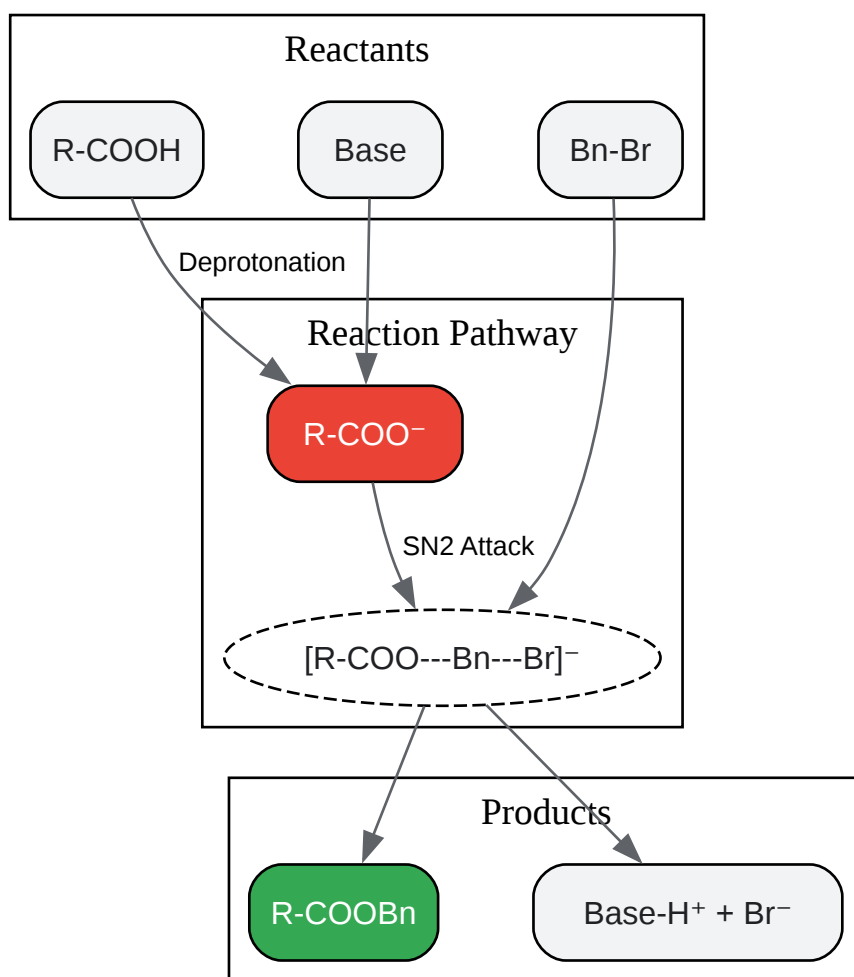 Reactants
R-COOH
Base
Bn-Br
Deprotonation
Reaction Pathway
R-COO⁻
SN2 Attack
[R-COO---Bn---Br]⁻
Products
R-COOBn
Base-H⁺ + Br⁻